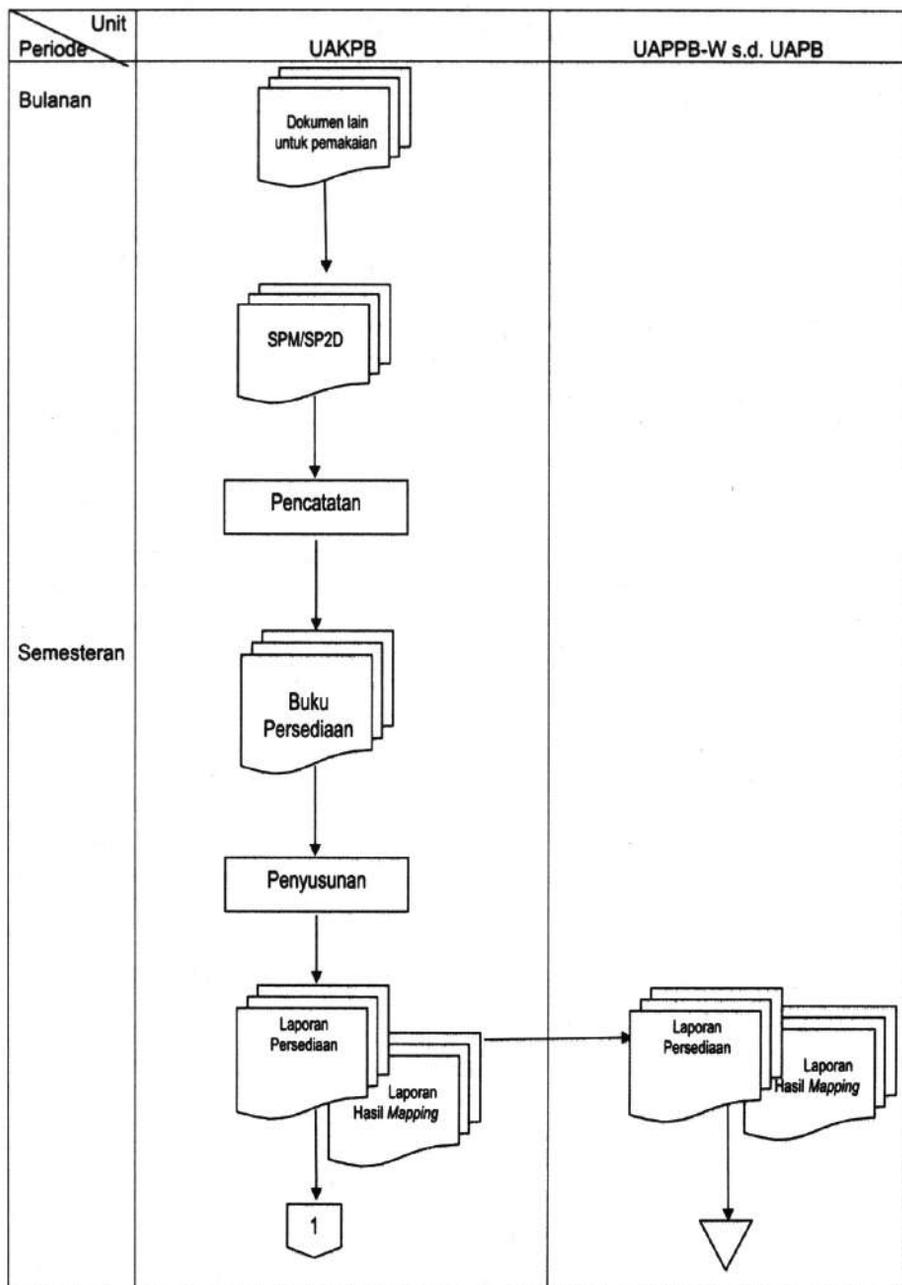 Unit
Periode
UAKPB
UAPPB-W s.d. UAPB
Bulanan
Dokumen lain
untuk pemakaian
SPM/SP2D
Pencatatan
Semesteran
Buku
Persediaan
Penyusunan
Laporan
Persediaan
Laporan
Hasil Mapping
Laporan
Persediaan
Laporan
Hasil Mapping
1